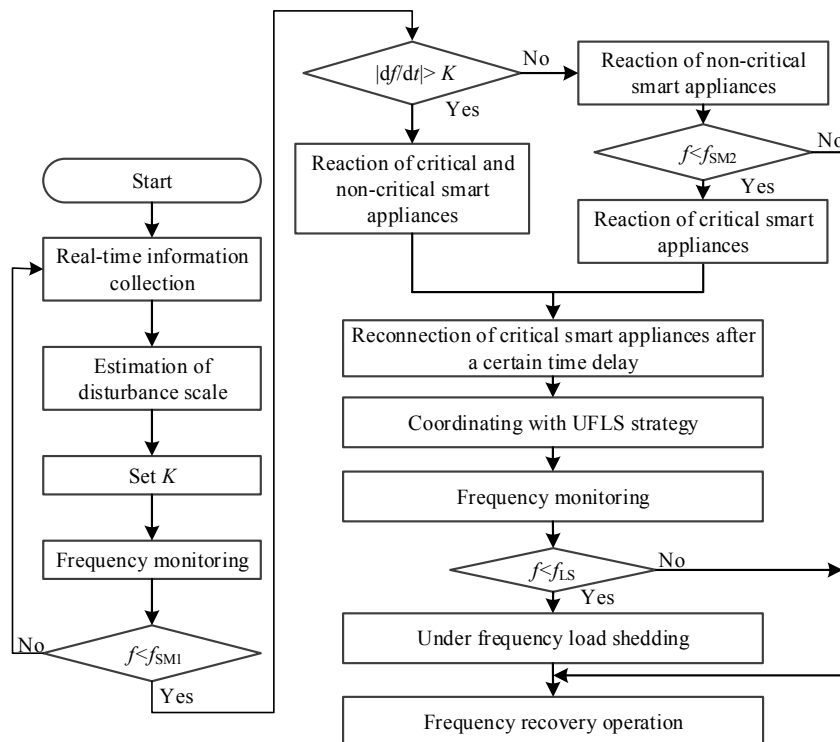 Start
Real-time information
collection
Estimation of
disturbance scale
Set K
Frequency monitoring
f<fSM1
No
Yes
|df/dt|> K
No
Yes
Reaction of non-critical
smart appliances
Reaction of critical and
non-critical smart
appliances
f<fSM2
No
Yes
Reaction of critical smart
appliances
Reconnection of critical smart appliances after
a certain time delay
Coordinating with UFLS strategy
Frequency monitoring
f<fLS
No
Yes
Under frequency load shedding
Frequency recovery operation